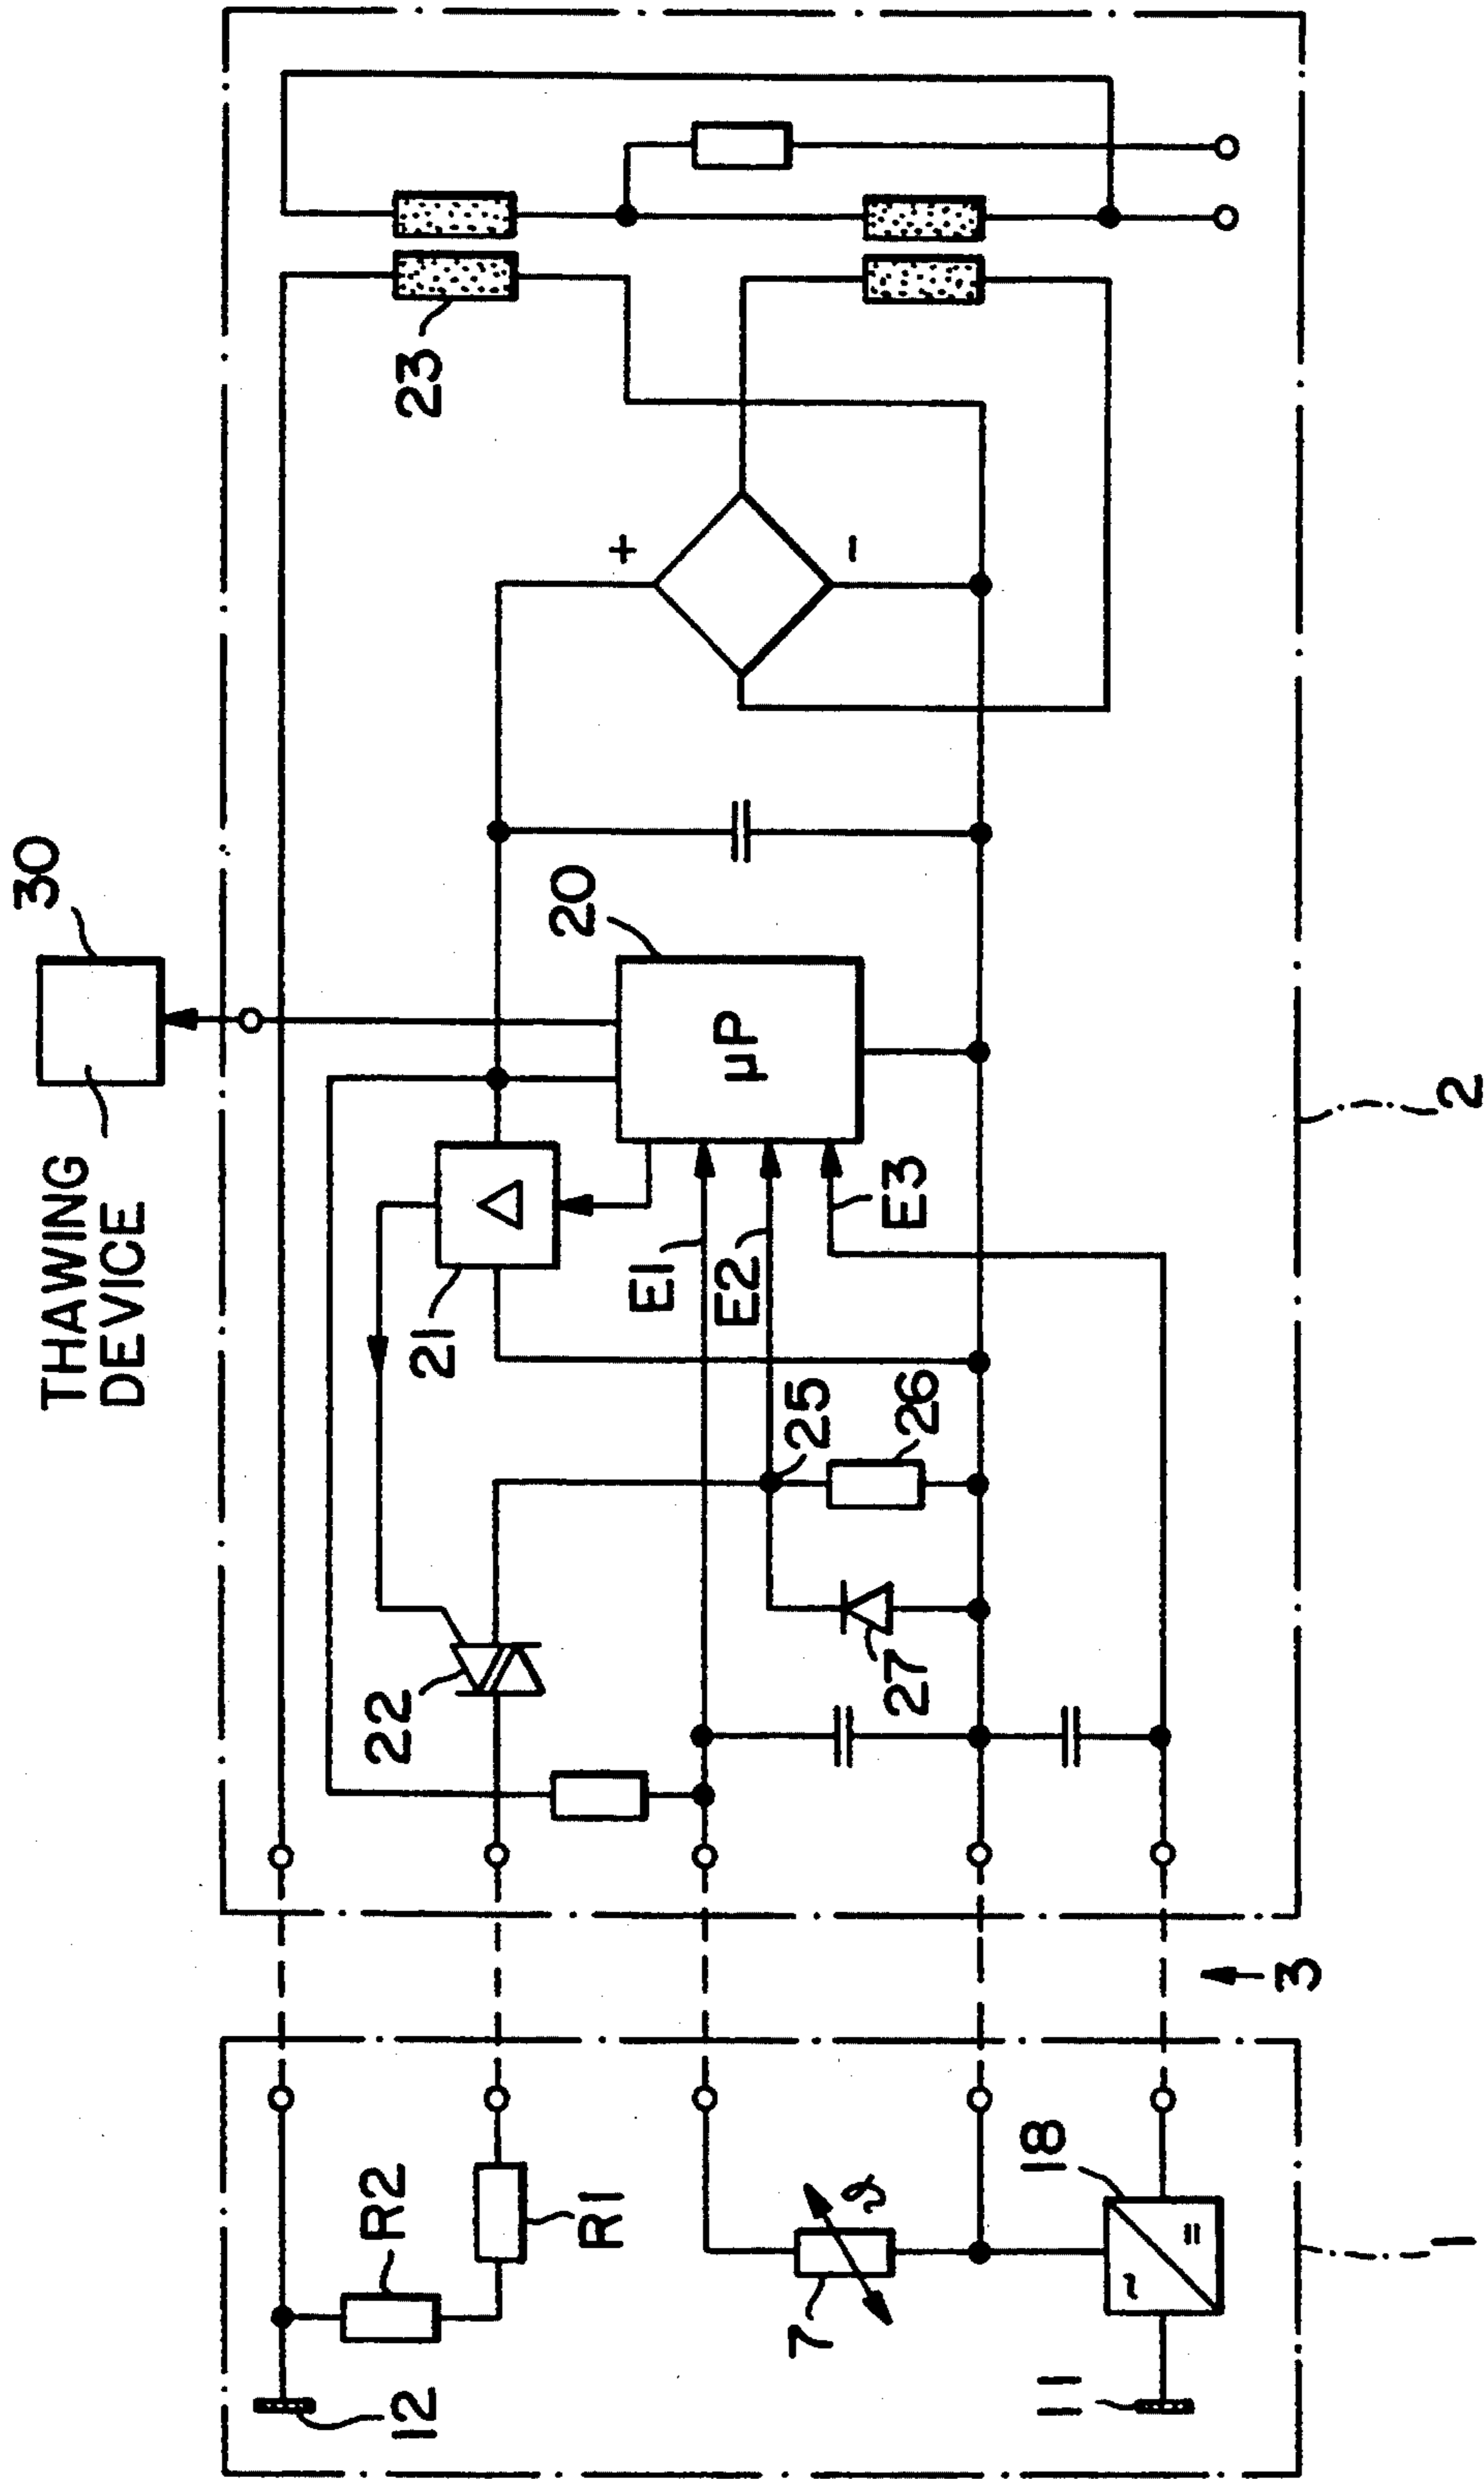 THAWING
DEVICE
30
23
+
-
20
µP
21
E1
E2
E3
25
26
22
27
2
3
R2
R1
18
ϑ
7
~
=
12
11
1